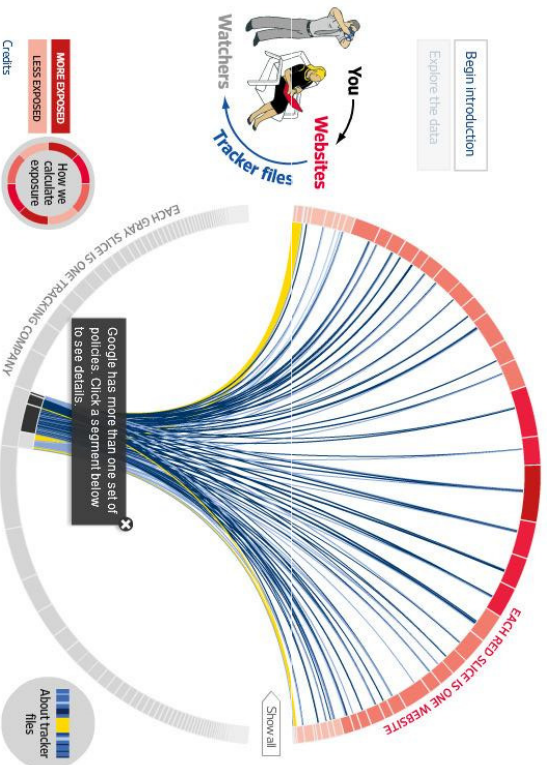 Begin introduction
Explore the data
You
Websites
Tracker files
Watchers
MORE EXPOSED
LESS EXPOSED
Credits
How we
calculate
exposure
EACH RED SLICE IS ONE WEBSITE
EACH GRAY SLICE IS ONE TRACKING COMPANY
Google has more than one set of
policies. Click a segment below
to see details.
Show all
About tracker
files